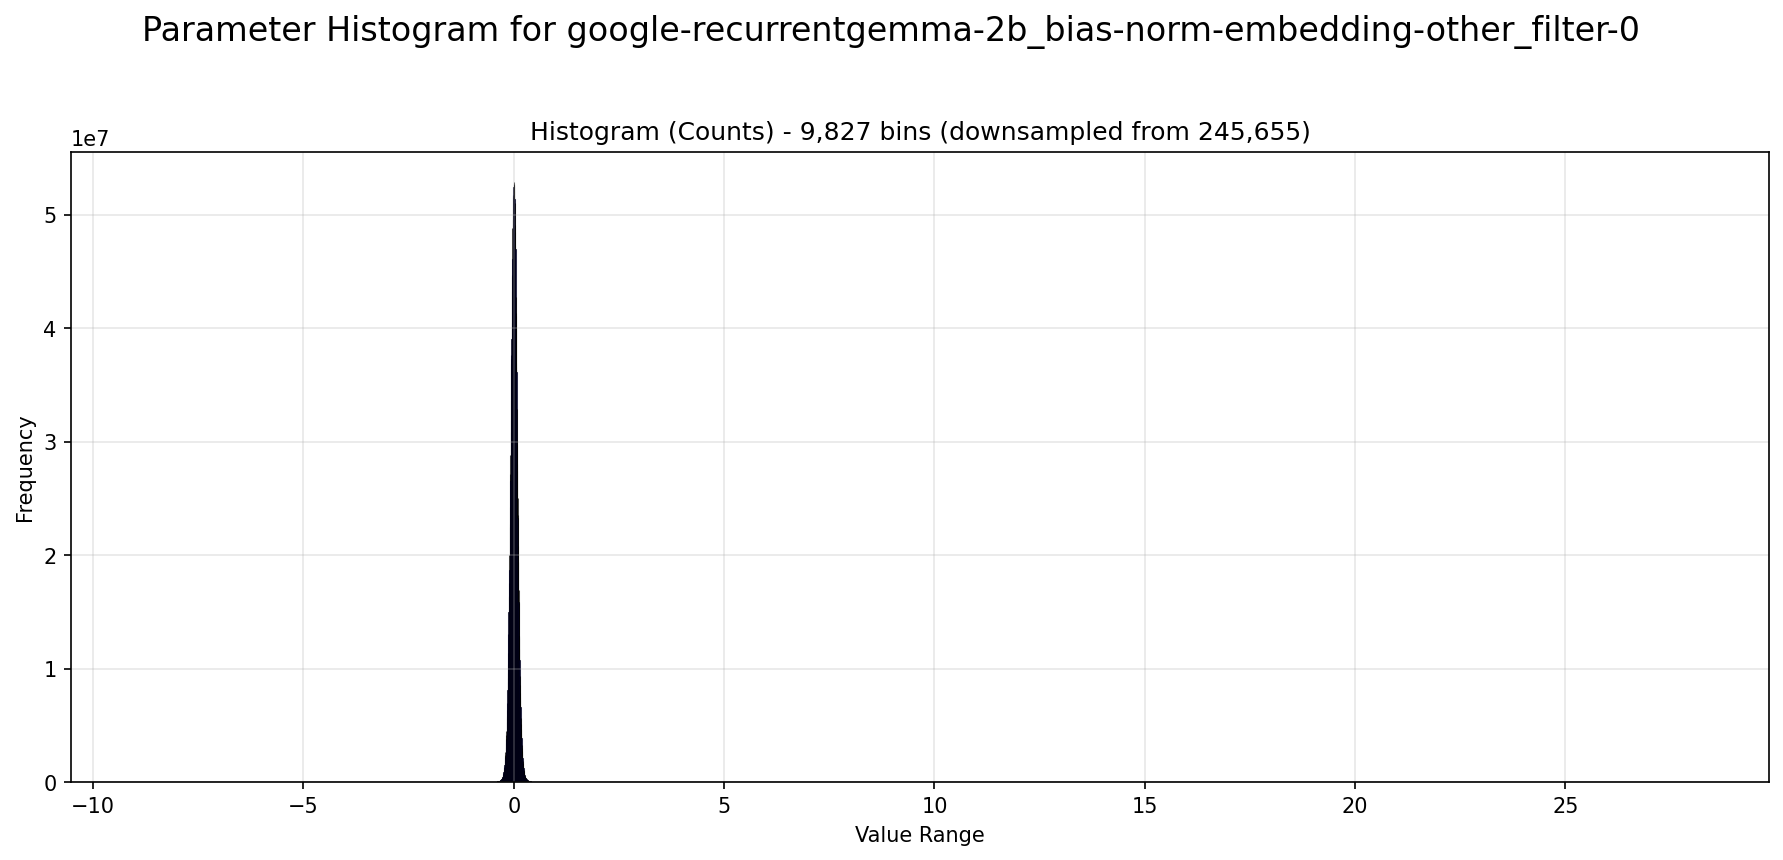 Parameter Histogram for google-recurrentgemma-2b_bias-norm-embedding-other_filter-0
Histogram (Counts) - 9,827 bins (downsampled from 245,655)
1e7
5
4
3
2
1
0
Frequency
−10
−5
0
5
10
15
20
25
Value Range